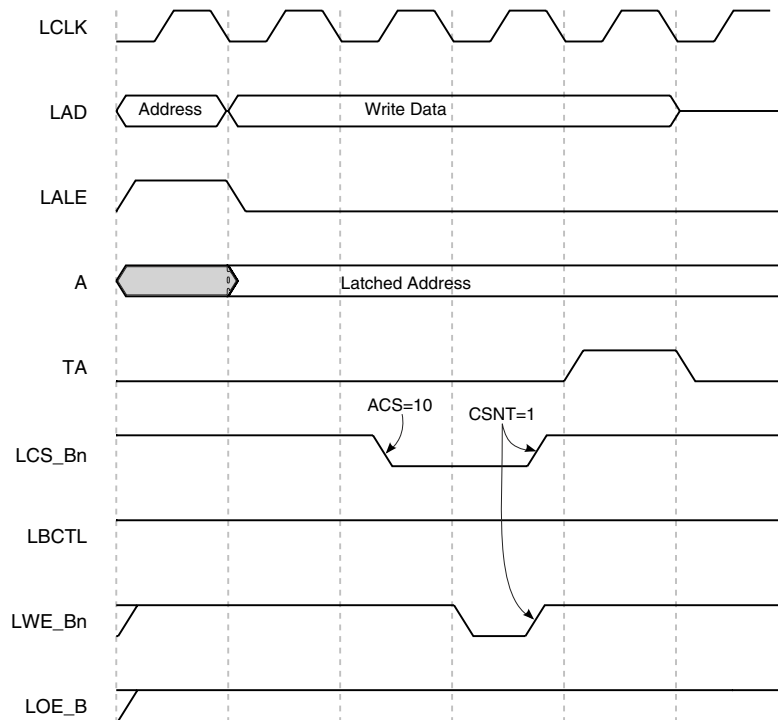 LCLK
LAD
Address
Write Data
LALE
A
Latched Address
TA
ACS=10
CSNT=1
LCS_Bn
LBCTL
LWE_Bn
LOE_B